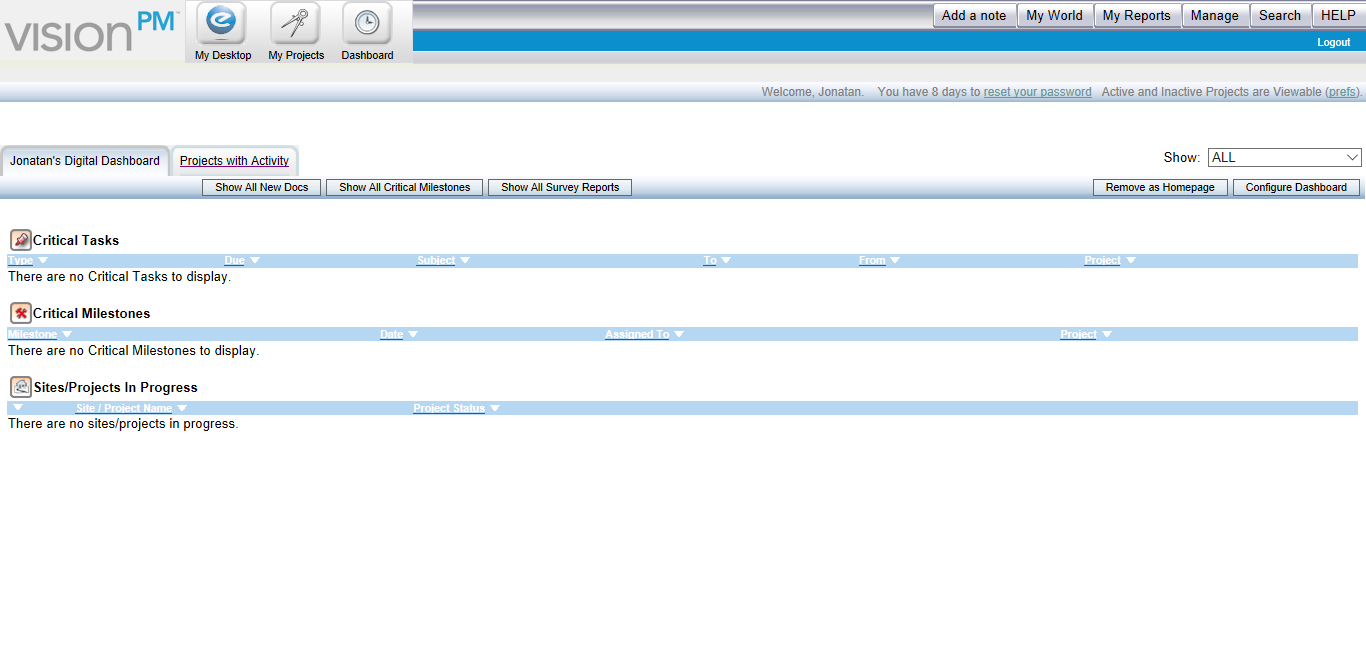 vision PM™
My Desktop My Projects Dashboard
Add a note My World My Reports Manage Search HELP
Logout
Welcome, Jonatan. You have 8 days to reset your password Active and Inactive Projects are Viewable (prefs).
Jonatan's Digital Dashboard Projects with Activity Show: ALL
Show All New Docs Show All Critical Milestones Show All Survey Reports Remove as Homepage Configure Dashboard
Critical Tasks
Type Due Subject To From Project
There are no Critical Tasks to display.
Critical Milestones
Milestone Date Assigned To Project
There are no Critical Milestones to display.
Sites/Projects In Progress
Site / Project Name Project Status
There are no sites/projects in progress.